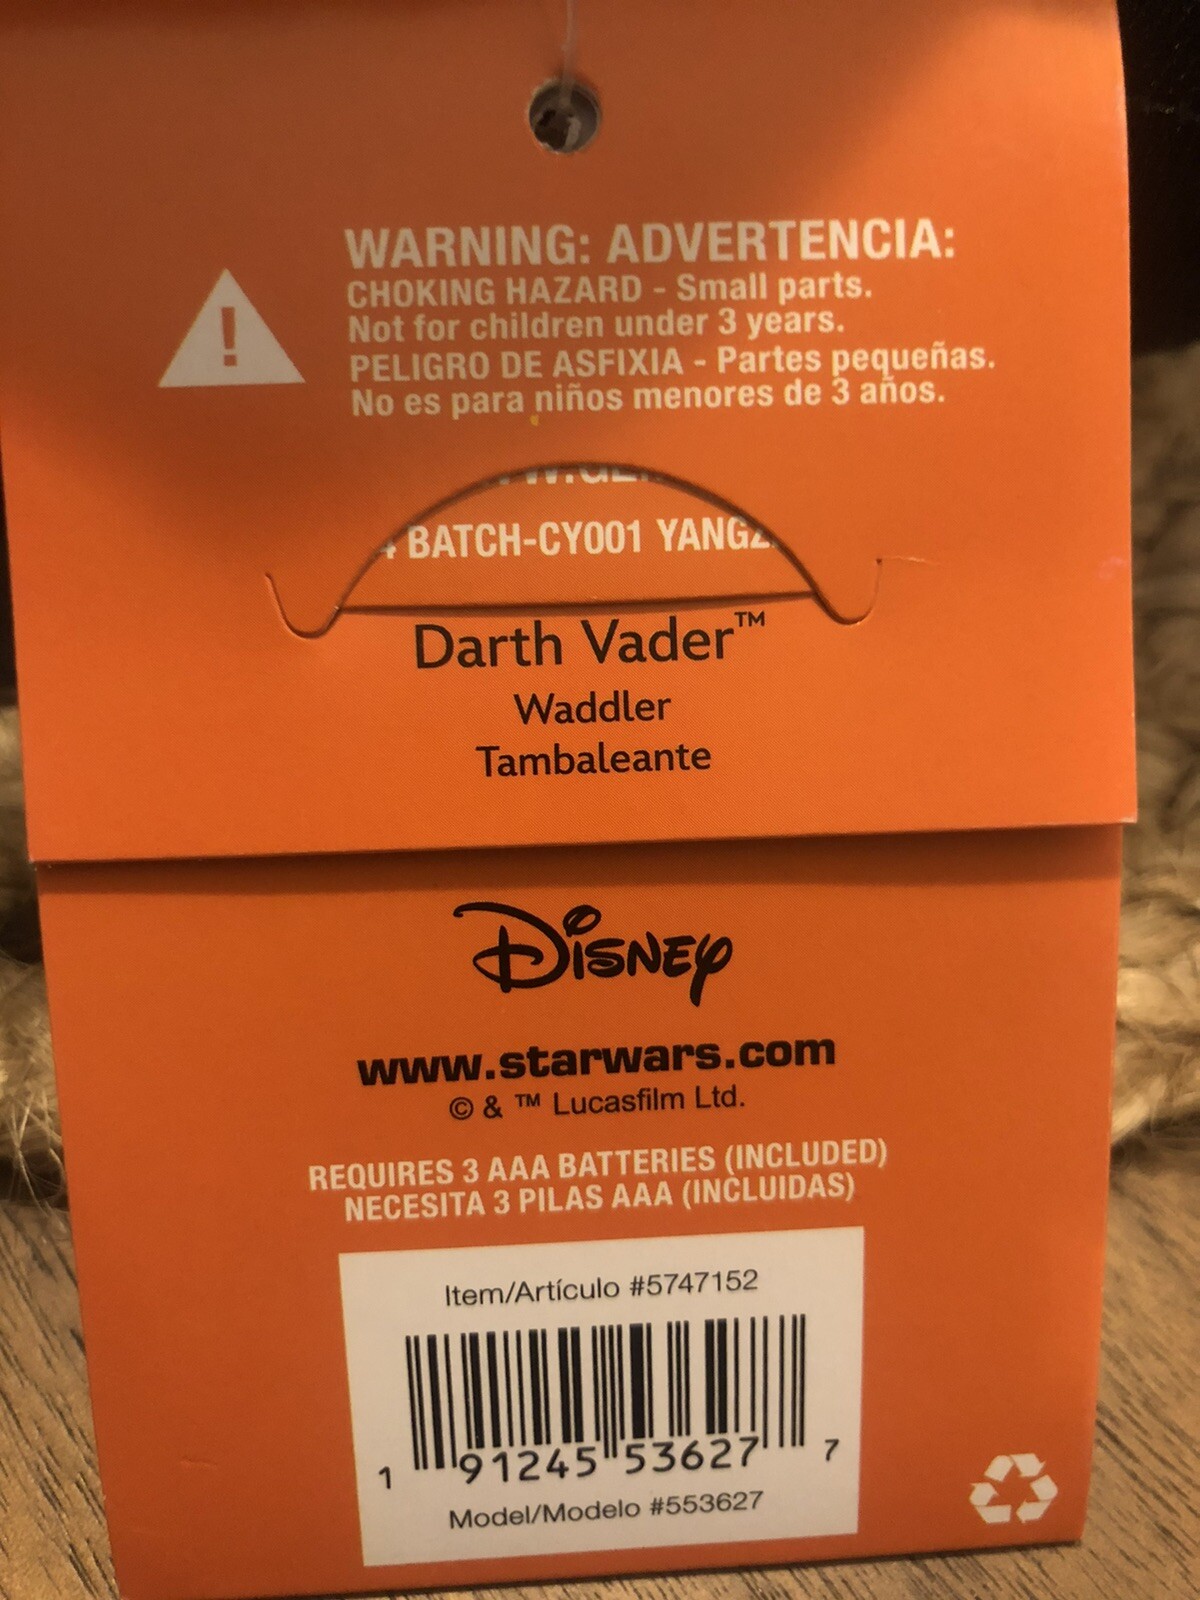 WARNING: ADVERTENCIA:
CHOKING HAZARD - Small parts.
Not for children under 3 years.
PELIGRO DE ASFIXIA - Partes pequeñas.
No es para niños menores de 3 años.
BATCH-CY001
Darth Vader™
Waddler
Tambaleante
Disney
www.starwars.com
© & ™ Lucasfilm Ltd.
REQUIRES 3 AAA BATTERIES (INCLUDED)
NECESITA 3 PILAS AAA (INCLUIDAS)
Item/Artículo #5747152
1 91245 53627 7
Model/Modelo #553627